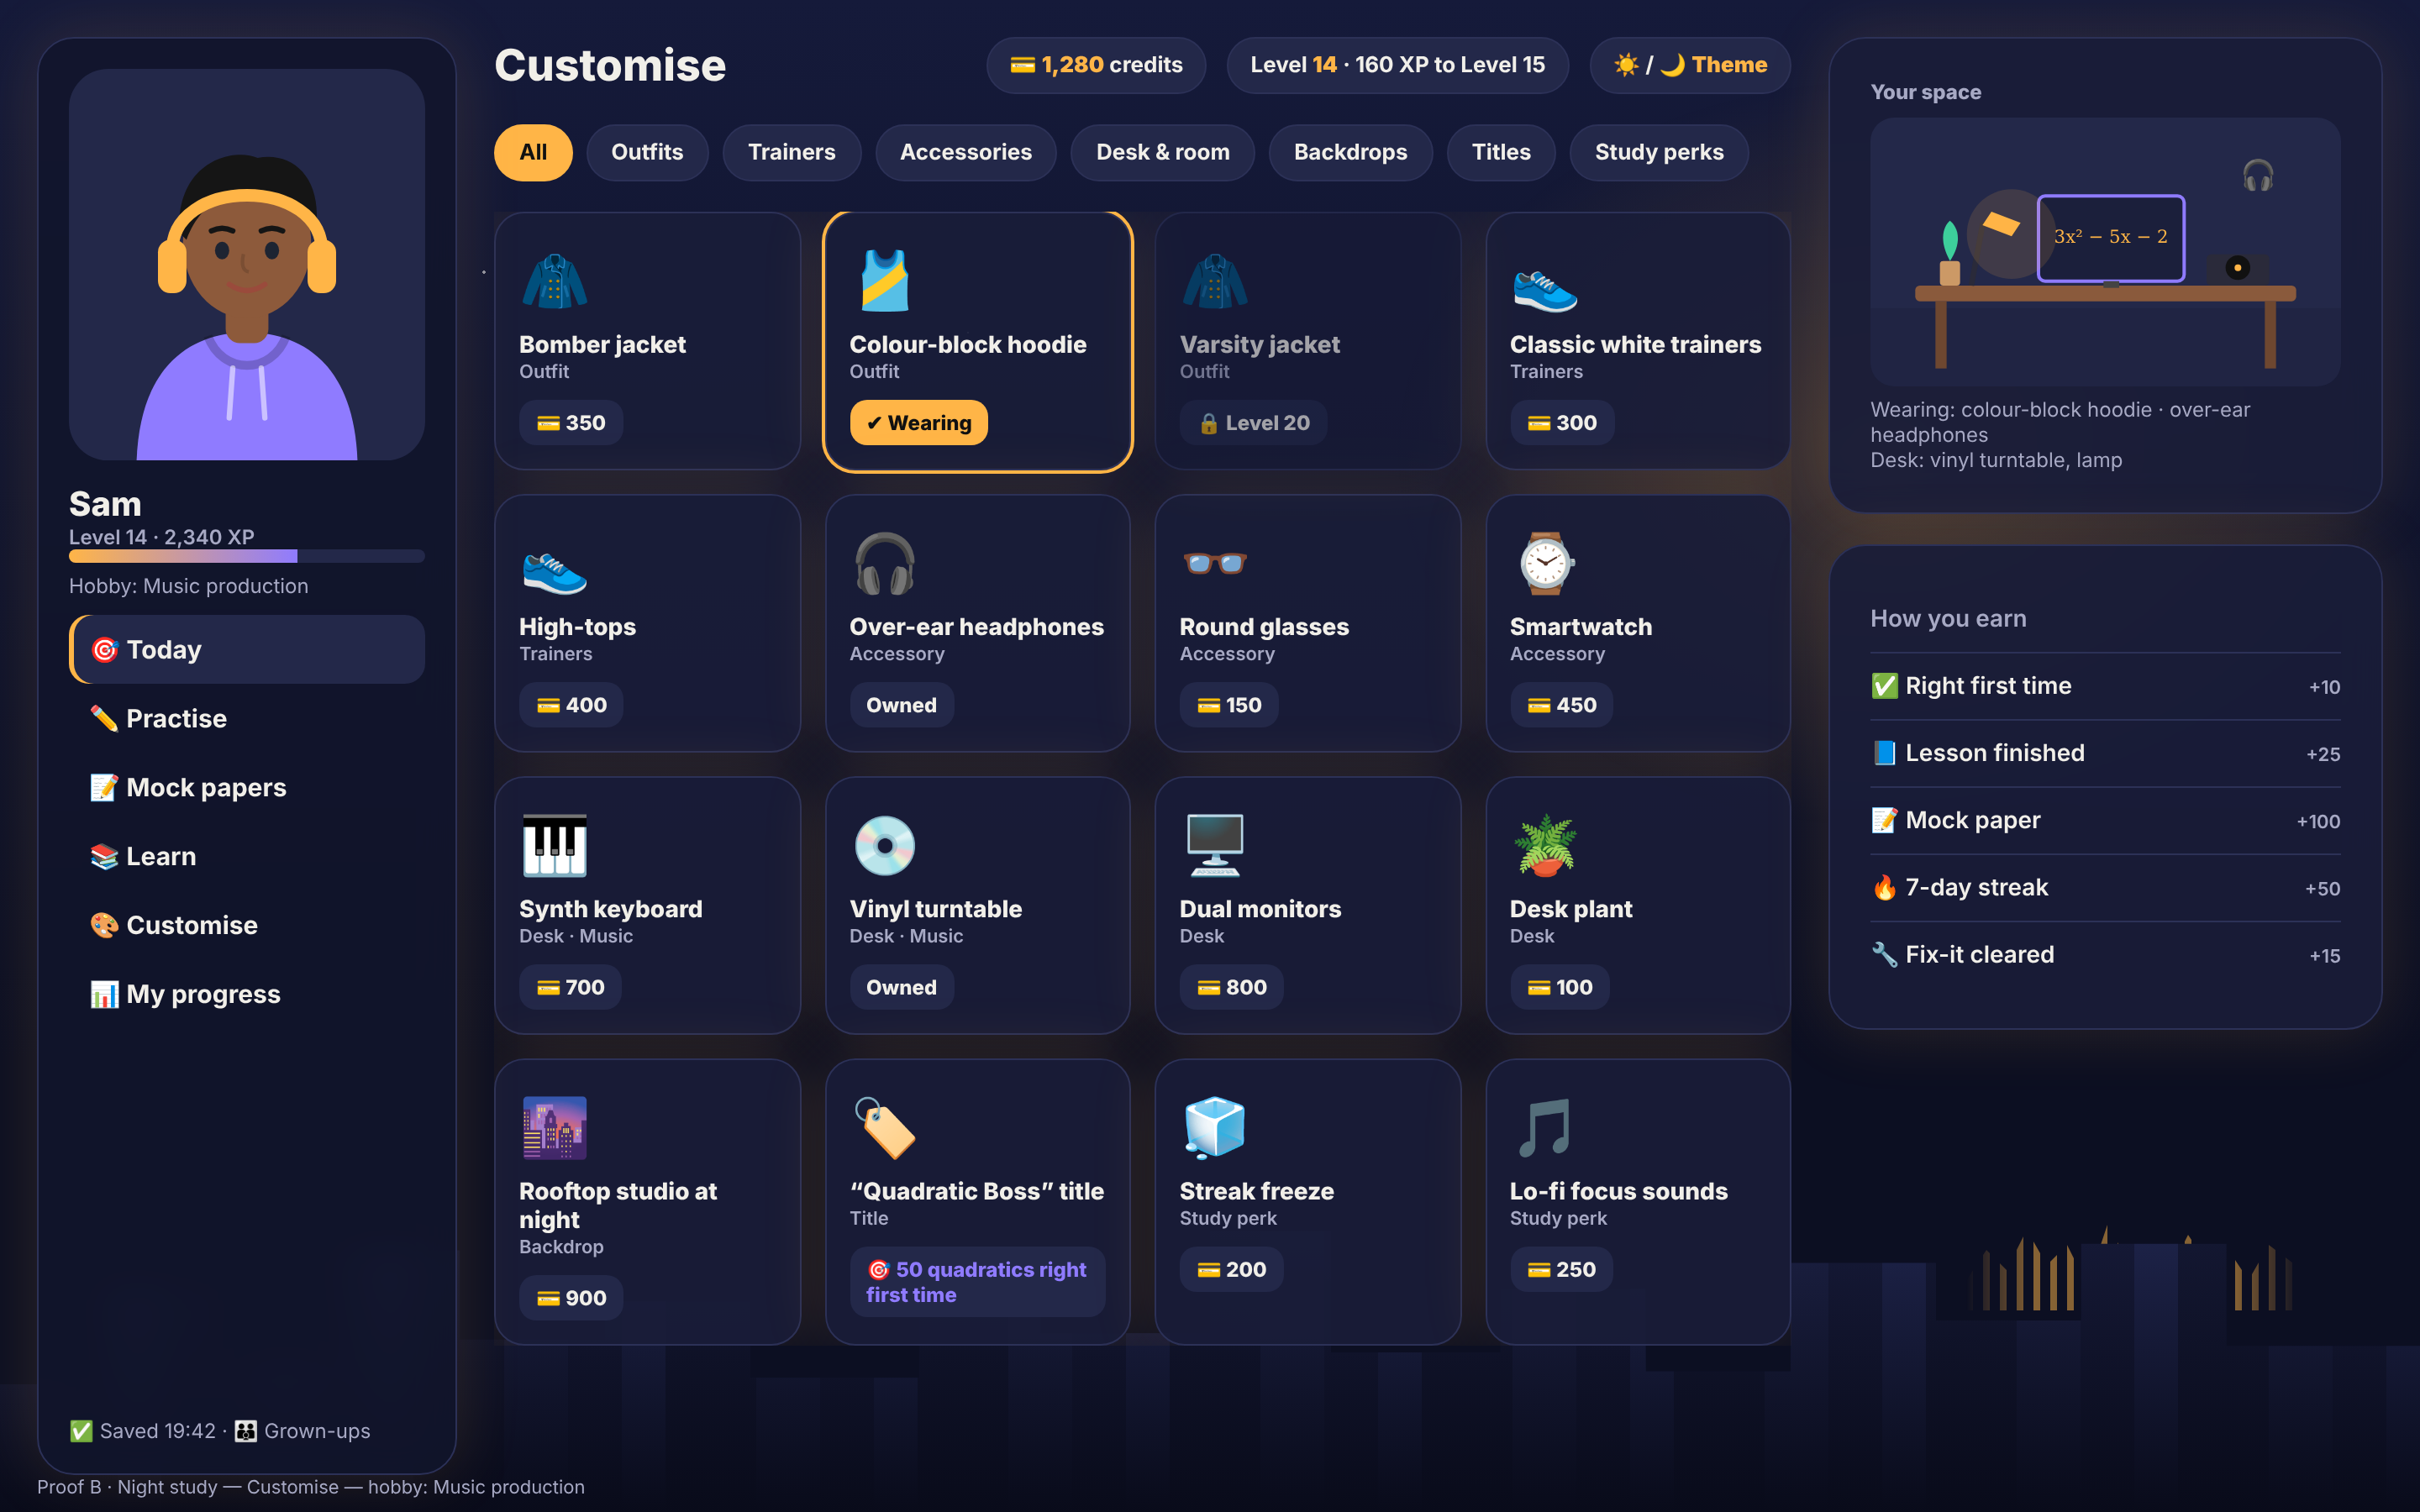 Sam
Level 14 · 2,340 XP
Hobby: Music production
Today
Practise
Mock papers
Learn
Customise
My progress
Saved 19:42 · Grown-ups
Customise
1,280 credits
Level 14 · 160 XP to Level 15
/ Theme
All
Outfits
Trainers
Accessories
Desk & room
Backdrops
Titles
Study perks
Bomber jacket
Outfit
350
Colour-block hoodie
Outfit
✔ Wearing
Varsity jacket
Outfit
Level 20
Classic white trainers
Trainers
300
High-tops
Trainers
400
Over-ear headphones
Accessory
Owned
Round glasses
Accessory
150
Smartwatch
Accessory
450
Synth keyboard
Desk · Music
700
Vinyl turntable
Desk · Music
Owned
Dual monitors
Desk
800
Desk plant
Desk
100
Rooftop studio at
night
Backdrop
900
“Quadratic Boss” title
Title
50 quadratics right
first time
Streak freeze
Study perk
200
Lo-fi focus sounds
Study perk
250
Your space
3x² − 5x − 2
Wearing: colour-block hoodie · over-ear
headphones
Desk: vinyl turntable, lamp
How you earn
Right first time +10
Lesson finished +25
Mock paper +100
7-day streak +50
Fix-it cleared +15
Proof B · Night study — Customise — hobby: Music production